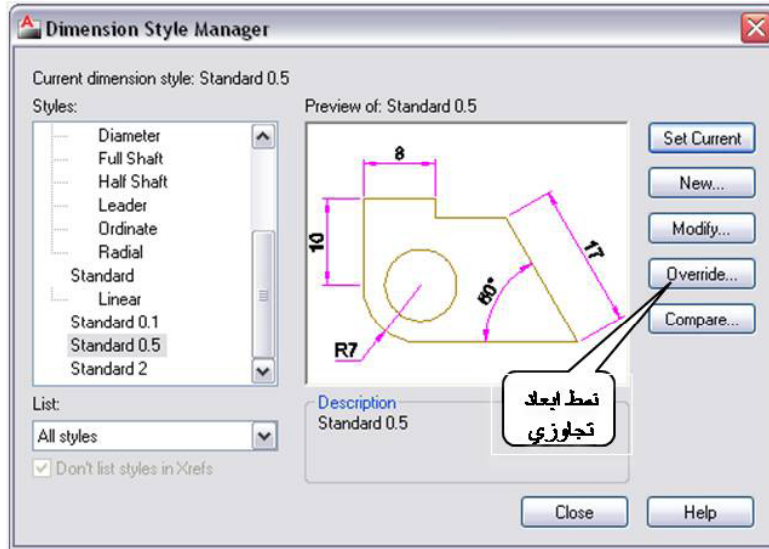 Dimension Style Manager
Current dimension style: Standard 0.5
Styles:
Diameter
Full Shaft
Half Shaft
Leader
Ordinate
Radial
Standard
Linear
Standard 0.1
Standard 0.5
Standard 2
List:
All styles
Don't list styles in Xrefs
Preview of: Standard 0.5
8
10
17
60°
R7
Description
Standard 0.5
Set Current
New...
Modify...
Override...
Compare...
نمط ابعاد
تجاوزي
Close
Help